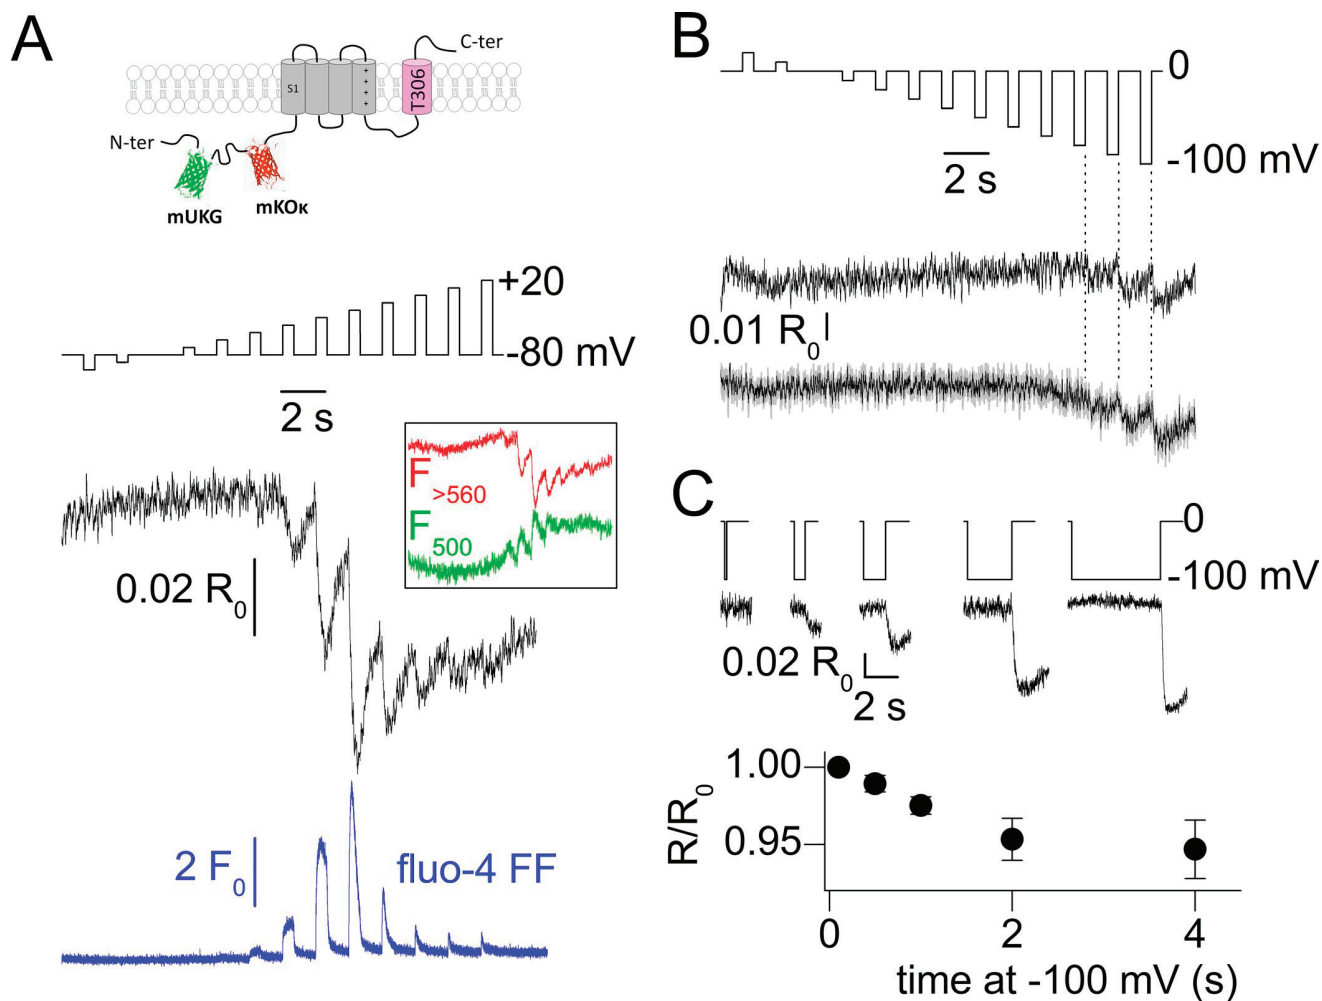 A
C-ter
S1
+
+
+
+
T306
N-ter
mUKG
mKOκ
+20
-80 mV
2 s
F>560
F500
0.02 R0
2 F0
fluo-4 FF
B
0
-100 mV
2 s
0.01 R0
C
0
-100 mV
0.02 R0
2 s
R/R0
1.00
0.95
0 2 4
time at -100 mV (s)